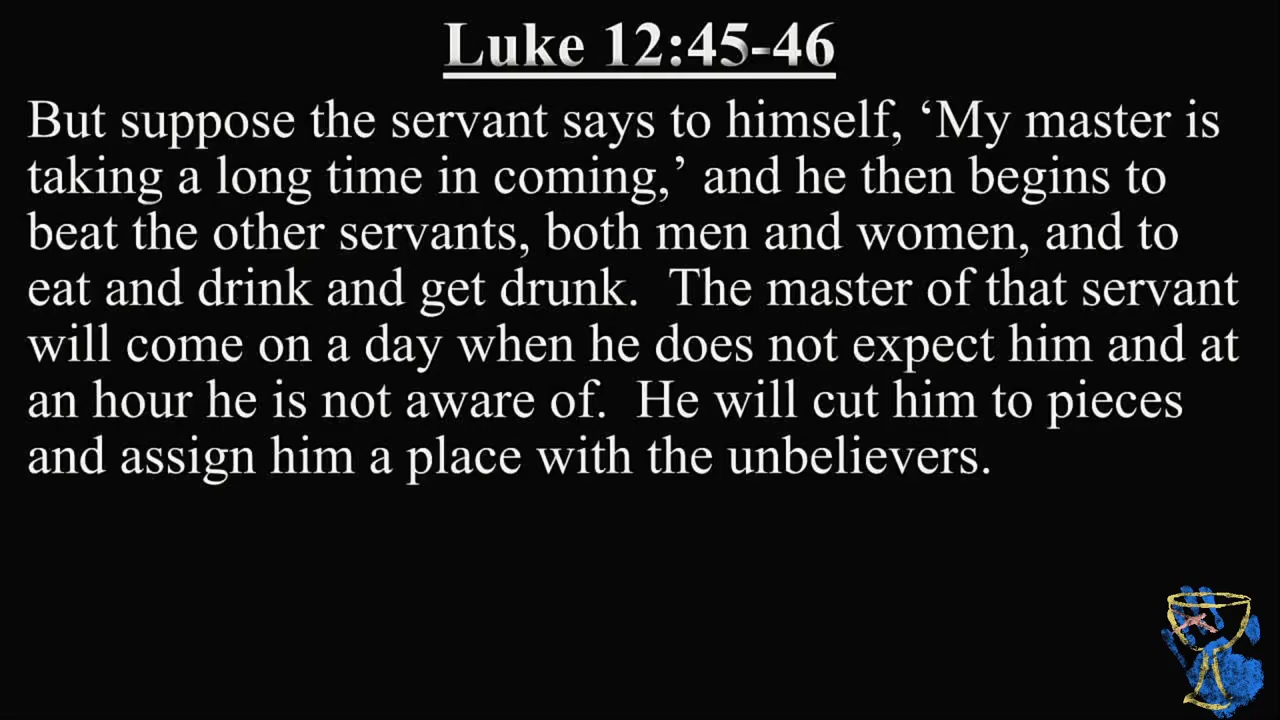 Luke 12:45-46
But suppose the servant says to himself, ‘My master is
taking a long time in coming,’ and he then begins to
beat the other servants, both men and women, and to
eat and drink and get drunk.  The master of that servant
will come on a day when he does not expect him and at
an hour he is not aware of.  He will cut him to pieces
and assign him a place with the unbelievers.